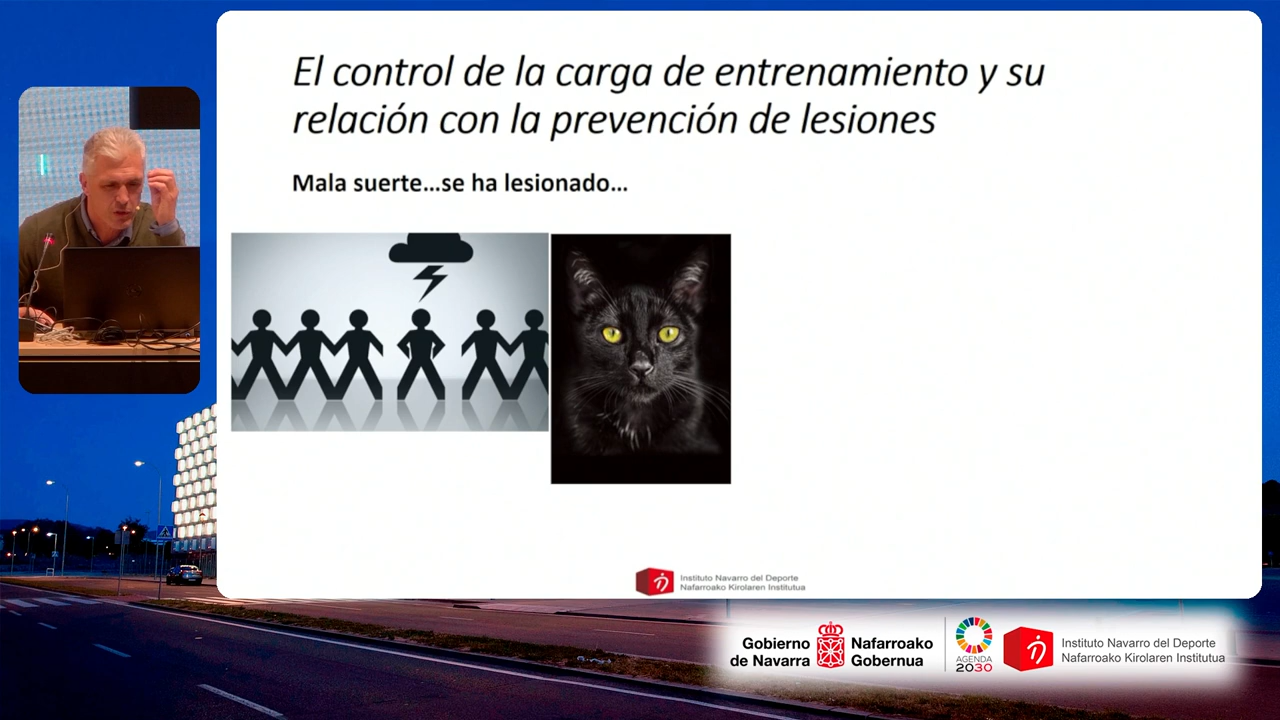 El control de la carga de entrenamiento y su
relación con la prevención de lesiones
Mala suerte...se ha lesionado...
Instituto Navarro del Deporte
Nafarroako Kirolaren Institutua
Gobierno
de Navarra
Nafarroako
Gobernua
AGENDA
2030
Instituto Navarro del Deporte
Nafarroako Kirolaren Institutua